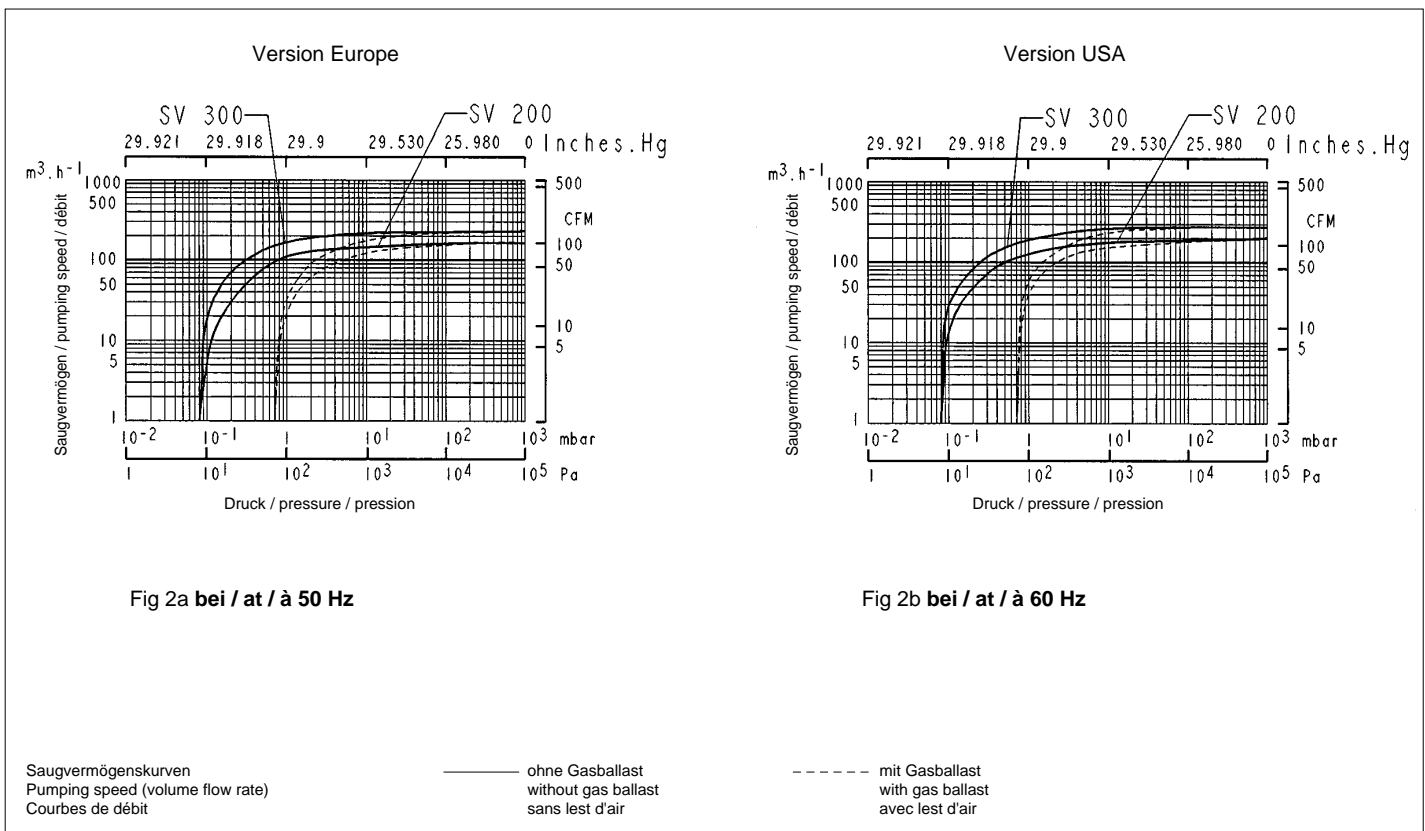 Version Europe
SV 300
SV 200
29.921 29.918 29.9 29.530 25.980 0 Inches.Hg
m³.h⁻¹
1000
500
100
50
10
5
1
500
CFM
100
50
10
5
Saugvermögen / pumping speed / débit
10⁻² 10⁻¹ 1 10¹ 10² 10³ mbar
1 10¹ 10² 10³ 10⁴ 10⁵ Pa
Druck / pressure / pression
Fig 2a bei / at / à 50 Hz
Version USA
SV 300
SV 200
29.921 29.918 29.9 29.530 25.980 0 Inches.Hg
m³.h⁻¹
1000
500
100
50
10
5
1
500
CFM
100
50
10
5
Saugvermögen / pumping speed / débit
10⁻² 10⁻¹ 1 10¹ 10² 10³ mbar
1 10¹ 10² 10³ 10⁴ 10⁵ Pa
Druck / pressure / pression
Fig 2b bei / at / à 60 Hz
Saugvermögenskurven
Pumping speed (volume flow rate)
Courbes de débit
ohne Gasballast
without gas ballast
sans lest d'air
mit Gasballast
with gas ballast
avec lest d'air